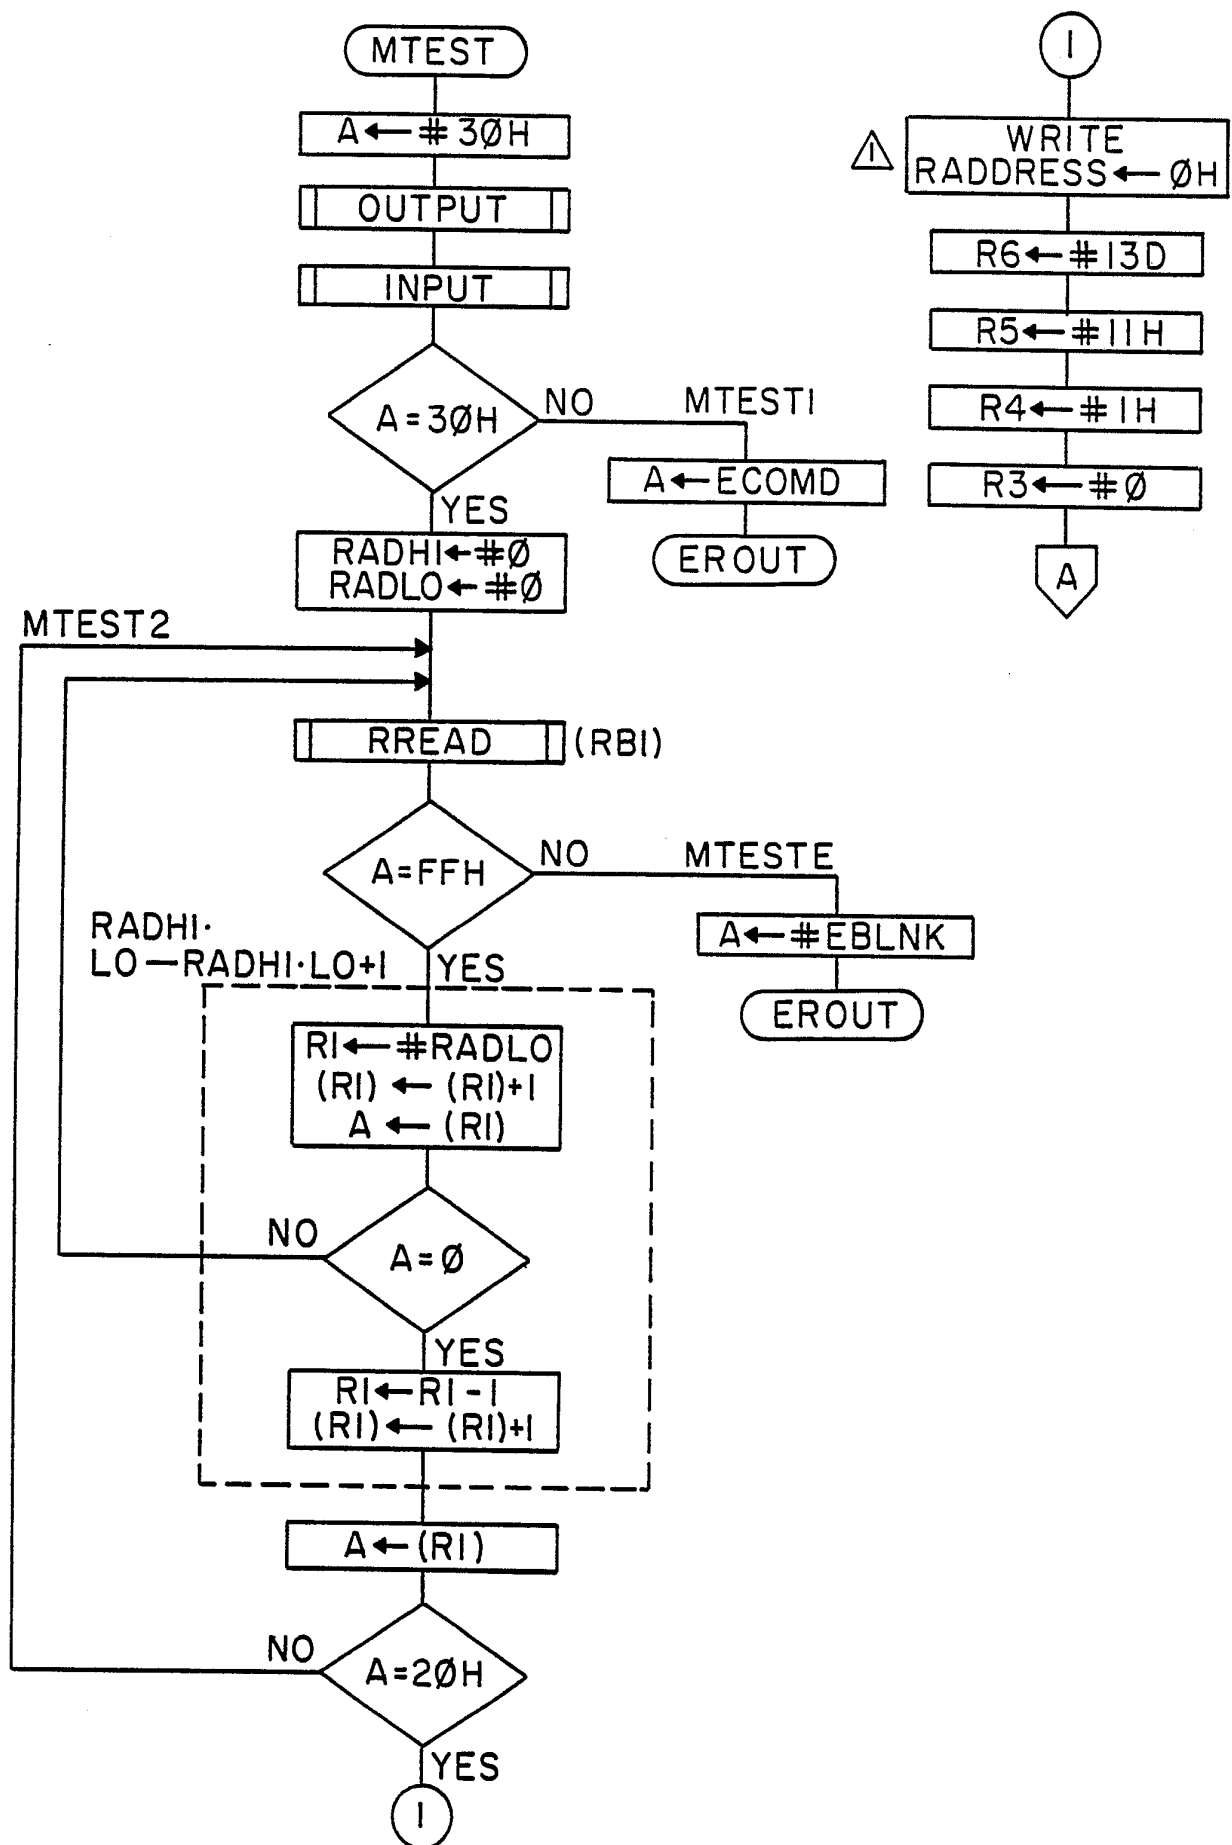 MTEST
A ← # 3ØH
OUTPUT
INPUT
A = 3ØH
NO
MTEST1
A ← ECOMD
EROUT
YES
RADHI ← #Ø
RADLO ← #Ø
MTEST2
RREAD
(RB1)
A=FFH
NO
MTESTE
A ← #EBLNK
EROUT
RADHI·
LO—RADHI·LO+1
YES
R1 ← #RADLO
(R1) ← (R1)+1
A ← (R1)
NO
A=Ø
YES
R1 ← R1-1
(R1) ← (R1)+1
A ← (R1)
NO
A=2ØH
YES
1
1
1
WRITE
RADDRESS ← ØH
R6 ← #13D
R5 ← #11H
R4 ← #1H
R3 ← #Ø
A